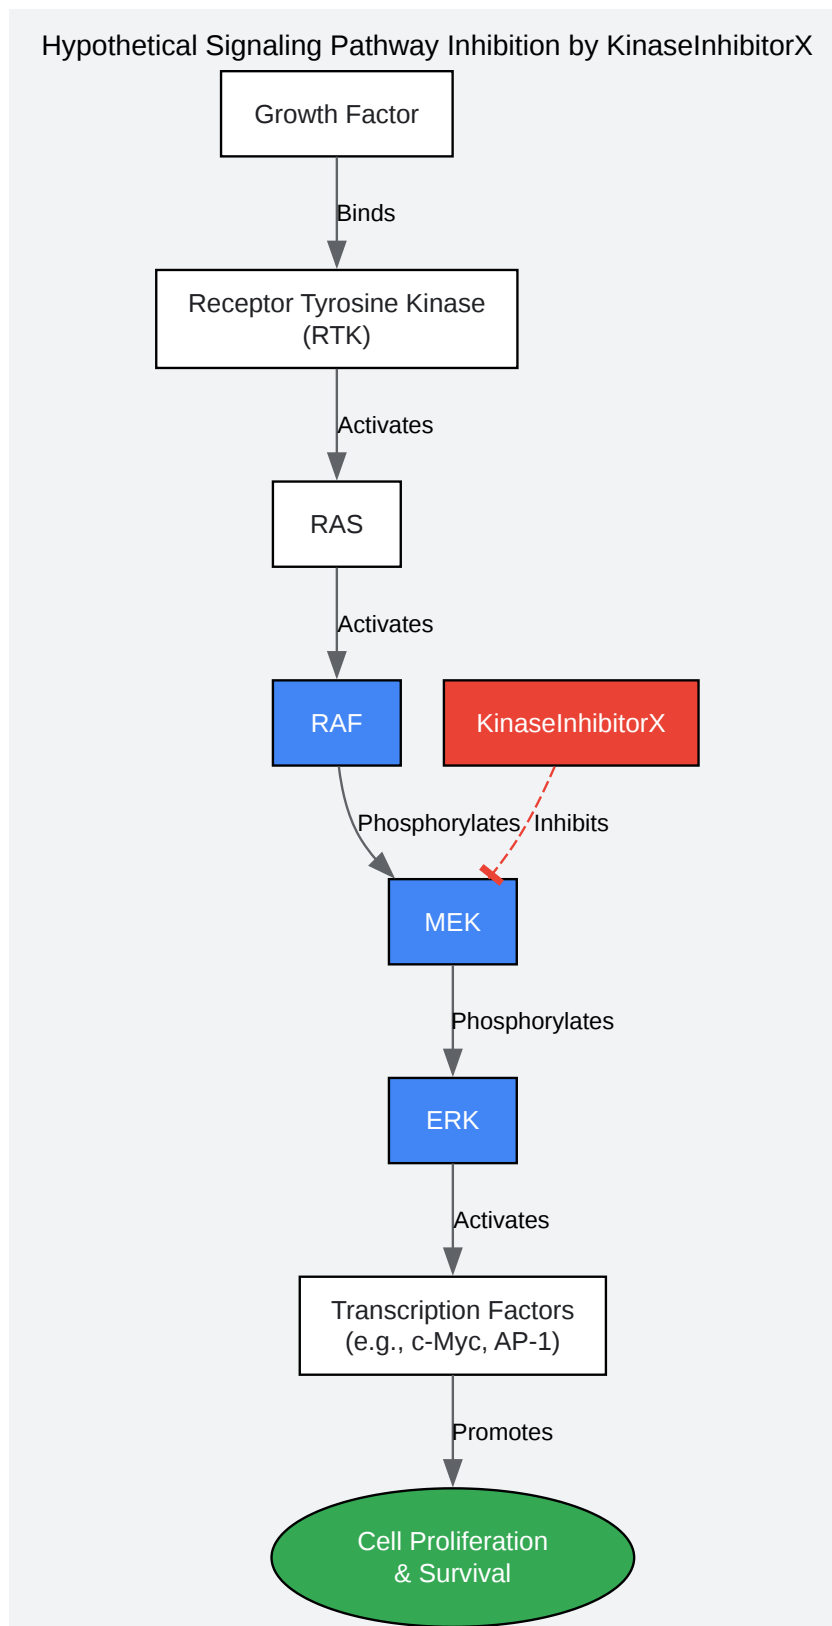 Hypothetical Signaling Pathway Inhibition by KinaseInhibitorX
Growth Factor
Binds
Receptor Tyrosine Kinase
(RTK)
Activates
RAS
Activates
RAF
KinaseInhibitorX
Phosphorylates
Inhibits
MEK
Phosphorylates
ERK
Activates
Transcription Factors
(e.g., c-Myc, AP-1)
Promotes
Cell Proliferation
& Survival